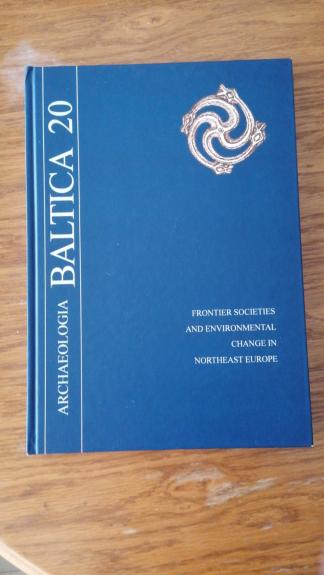 ARCHAEOLOGIA BALTICA 20
FRONTIER SOCIETIES
AND ENVIRONMENTAL
CHANGE IN
NORTHEAST EUROPE